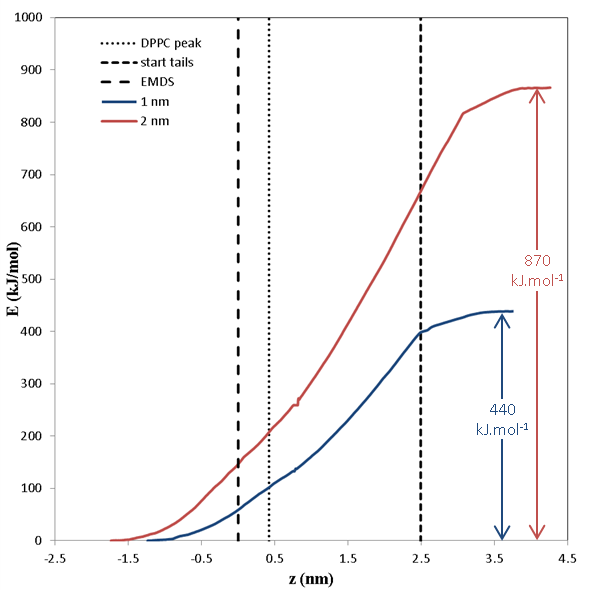 1000
900
800
700
600
500
400
300
200
100
0
E (kJ/mol)
DPPC peak
start tails
EMDS
1 nm
2 nm
870
kJ.mol-1
440
kJ.mol-1
-2.5
-1.5
-0.5
0.5
1.5
2.5
3.5
4.5
z (nm)